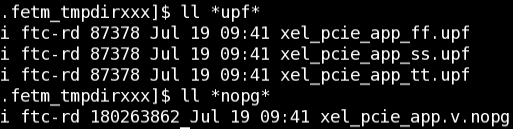 .fetm_tmpdirxxx]$ ll *upf*
i ftc-rd 87378 Jul 19 09:41 xel_pcie_app_ff.upf
i ftc-rd 87378 Jul 19 09:41 xel_pcie_app_ss.upf
i ftc-rd 87378 Jul 19 09:41 xel_pcie_app_tt.upf
.fetm_tmpdirxxx]$ ll *nopg*
i ftc-rd 180263862 Jul 19 09:41 xel_pcie_app.v.nopg